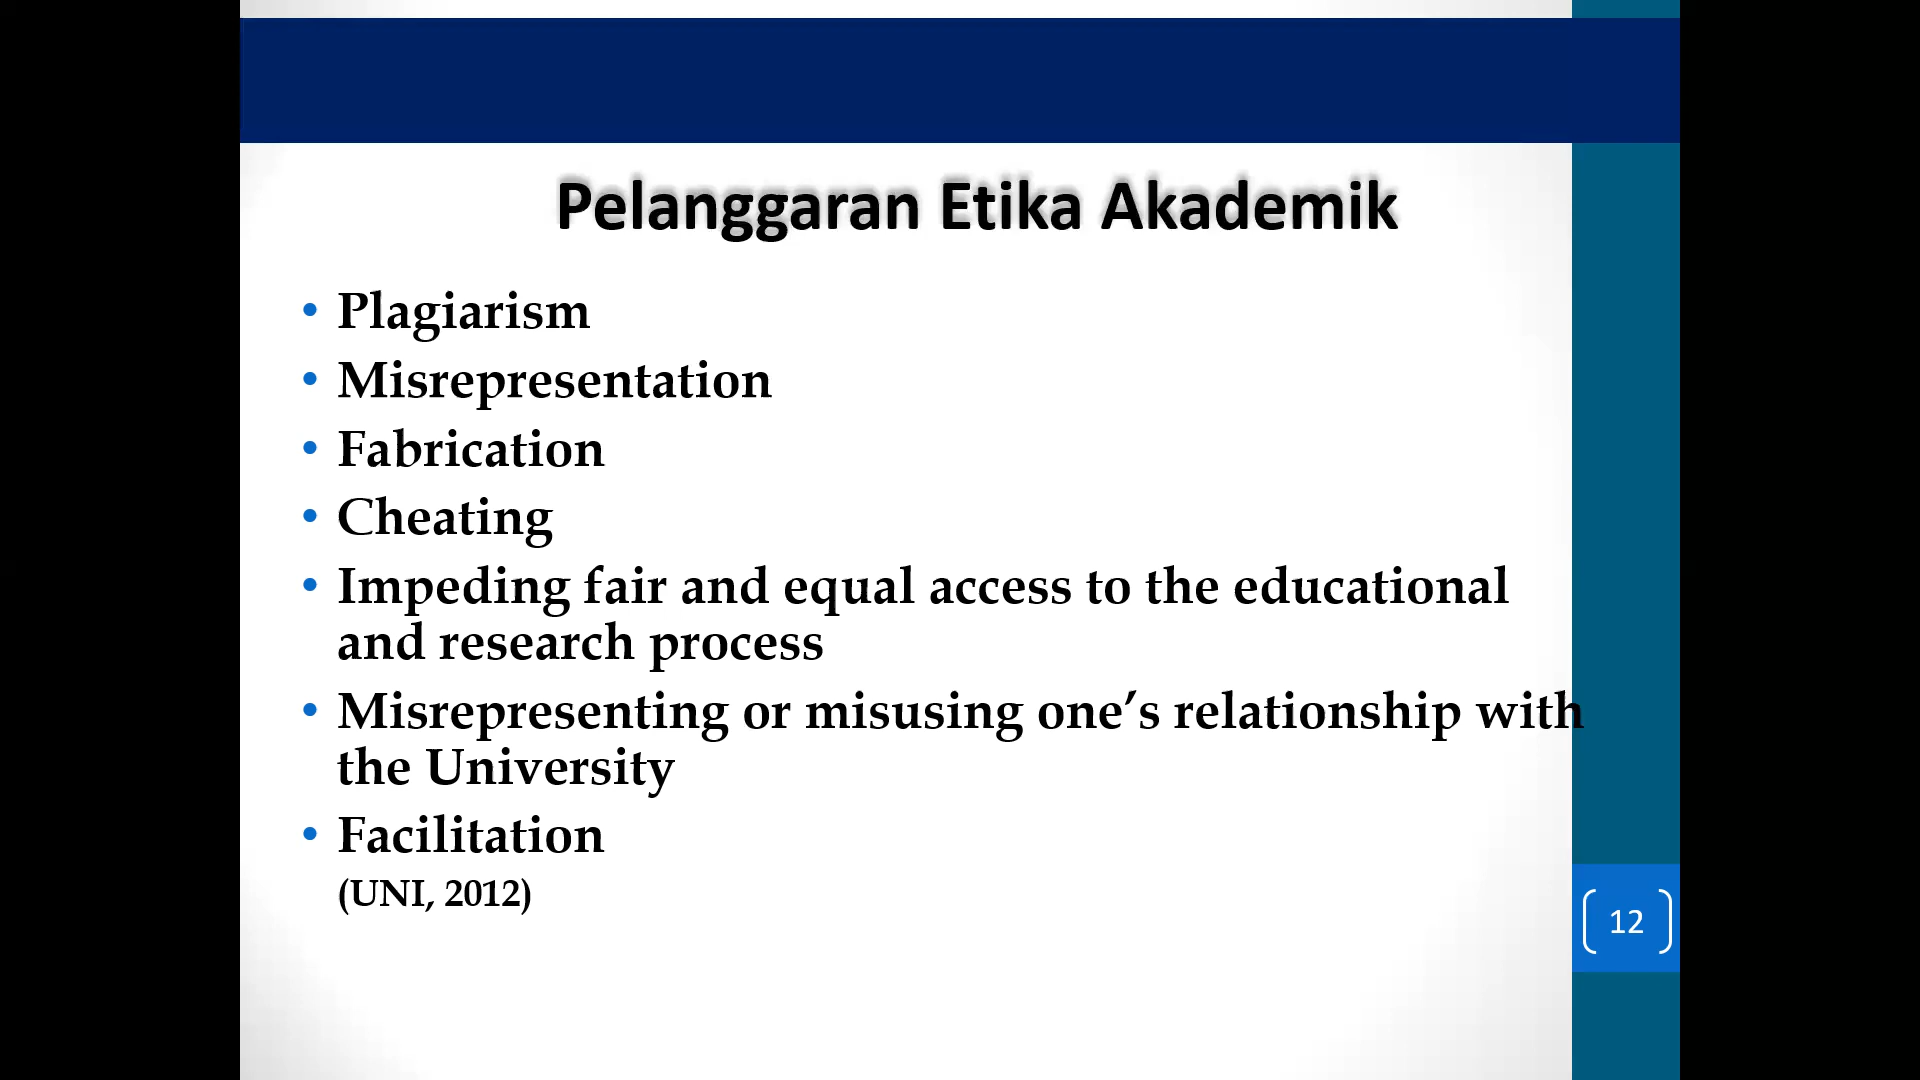 Pelanggaran Etika Akademik
• Plagiarism
• Misrepresentation
• Fabrication
• Cheating
• Impeding fair and equal access to the educational
and research process
• Misrepresenting or misusing one’s relationship with
the University
• Facilitation
(UNI, 2012)
12